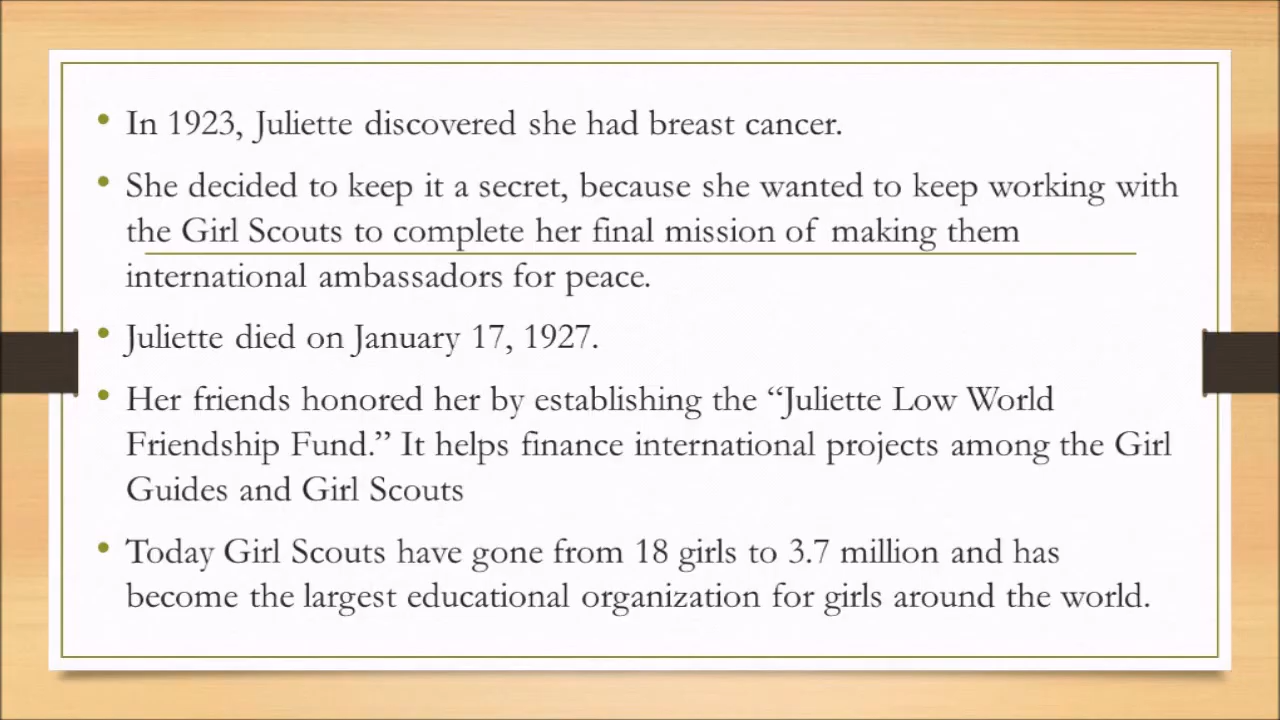 • In 1923, Juliette discovered she had breast cancer.
• She decided to keep it a secret, because she wanted to keep working with
the Girl Scouts to complete her final mission of making them
international ambassadors for peace.
• Juliette died on January 17, 1927.
• Her friends honored her by establishing the “Juliette Low World
Friendship Fund.” It helps finance international projects among the Girl
Guides and Girl Scouts
• Today Girl Scouts have gone from 18 girls to 3.7 million and has
become the largest educational organization for girls around the world.